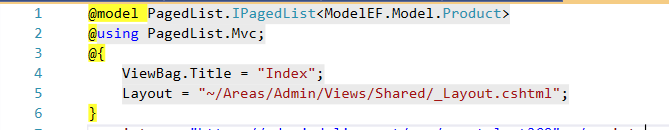 1 @model PagedList.IPagedList<ModelEF.Model.Product>
2 @using PagedList.Mvc;
3 @{
4 ViewBag.Title = "Index";
5 Layout = "~/Areas/Admin/Views/Shared/_Layout.cshtml";
6 }